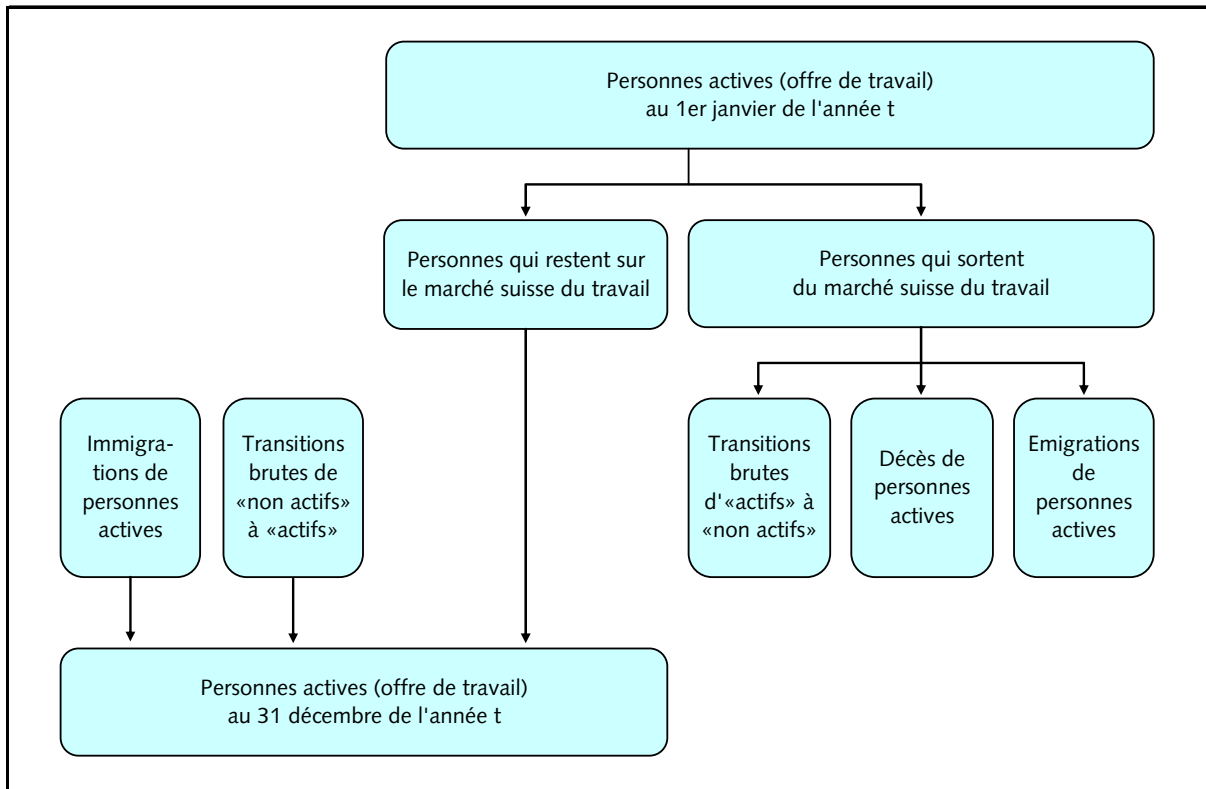 Personnes actives (offre de travail)
au 1er janvier de l'année t
Personnes qui restent sur
le marché suisse du travail
Personnes qui sortent
du marché suisse du travail
Immigra-
tions de
personnes
actives
Transitions
brutes de
«non actifs»
à «actifs»
Transitions
brutes
d'«actifs» à
«non actifs»
Décès de
personnes
actives
Emigrations
de
personnes
actives
Personnes actives (offre de travail)
au 31 décembre de l'année t